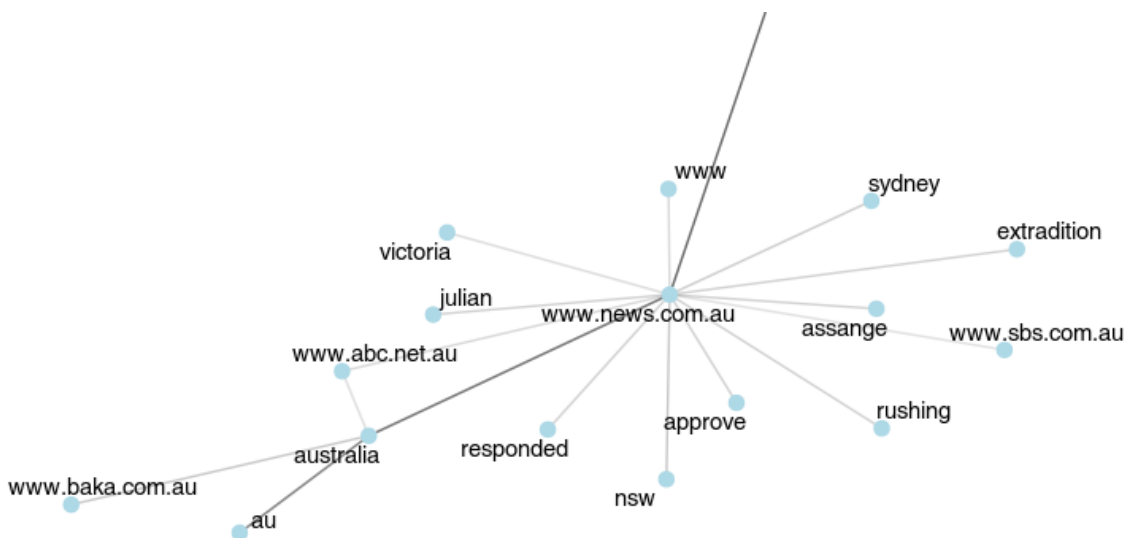 www
sydney
extradition
victoria
julian
www.news.com.au
assange
www.sbs.com.au
www.abc.net.au
rushing
approve
responded
australia
www.baka.com.au
nsw
au